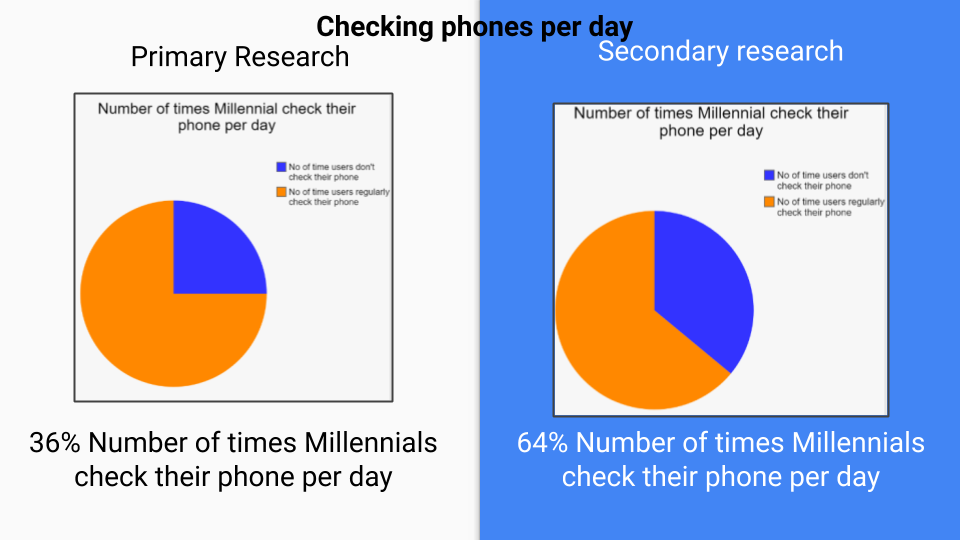 Checking phones per day
Primary Research
Number of times Millennial check their
phone per day
No of time users don't
check their phone
No of time users regularly
check their phone
36% Number of times Millennials
check their phone per day
Secondary research
Number of times Millennial check their
phone per day
No of time users don't
check their phone
No of time users regularly
check their phone
64% Number of times Millennials
check their phone per day